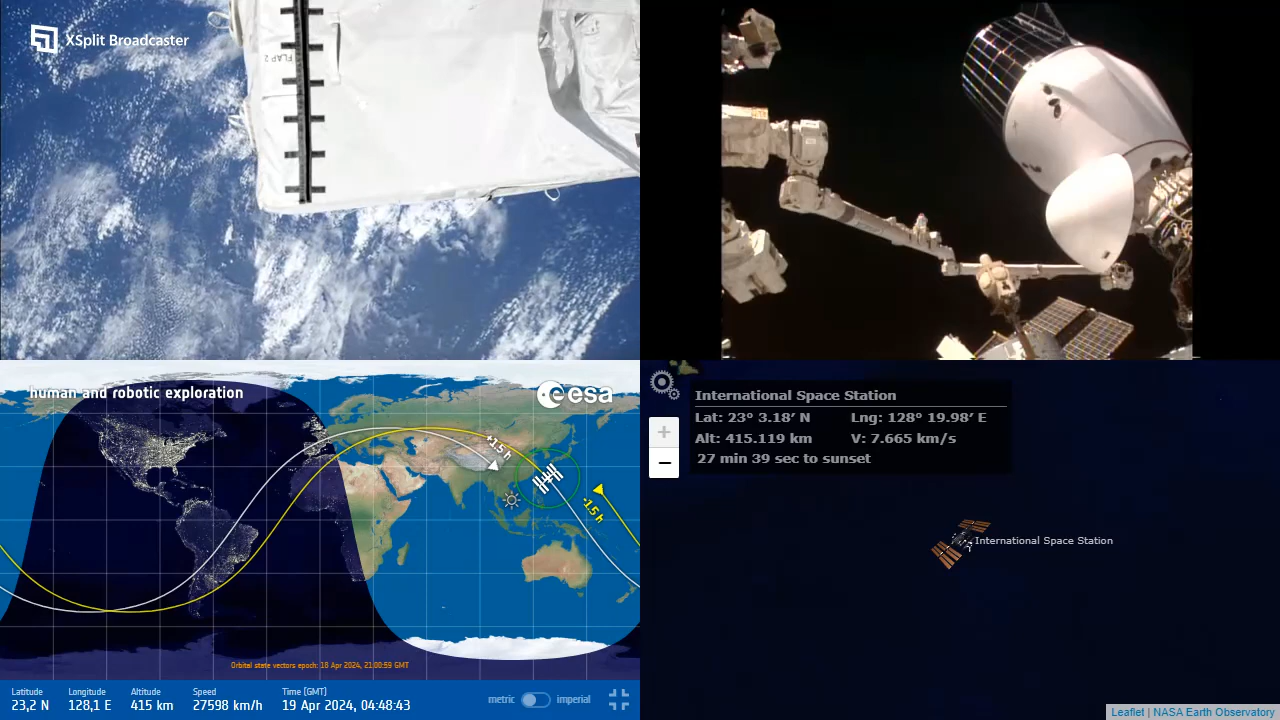 XSplit Broadcaster
FLAP 2
human and robotic exploration
esa
+1.5 h
-1.5 h
Orbital state vectors epoch: 18 Apr 2024, 21:00:59 GMT
Latitude Longitude Altitude Speed Time (GMT)
23,2 N 128,1 E 415 km 27598 km/h 19 Apr 2024, 04:48:43
metric imperial
International Space Station
Lat: 23° 3.18′ N Lng: 128° 19.98′ E
Alt: 415.119 km V: 7.665 km/s
27 min 39 sec to sunset
+
−
International Space Station
Leaflet | NASA Earth Observatory